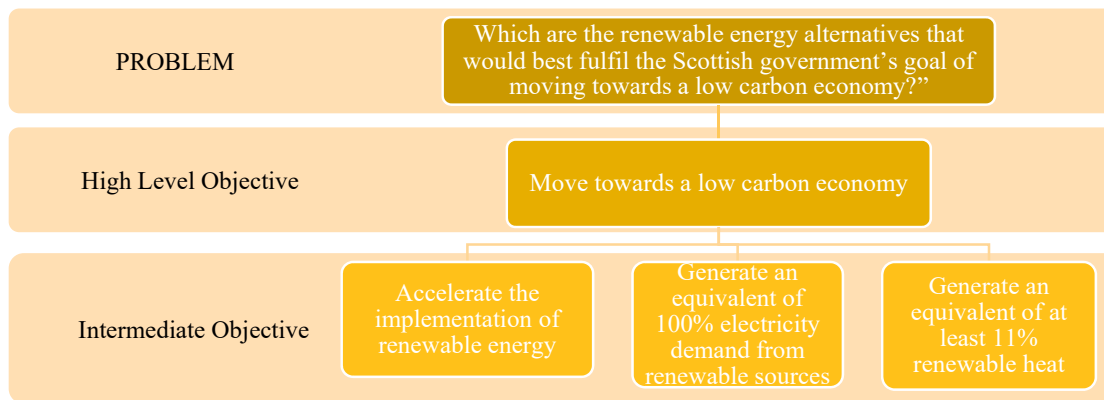 PROBLEM
Which are the renewable energy alternatives that
would best fulfil the Scottish government’s goal of
moving towards a low carbon economy?”
High Level Objective
Move towards a low carbon economy
Intermediate Objective
Accelerate the
implementation of
renewable energy
Generate an
equivalent of
100% electricity
demand from
renewable sources
Generate an
equivalent of at
least 11%
renewable heat